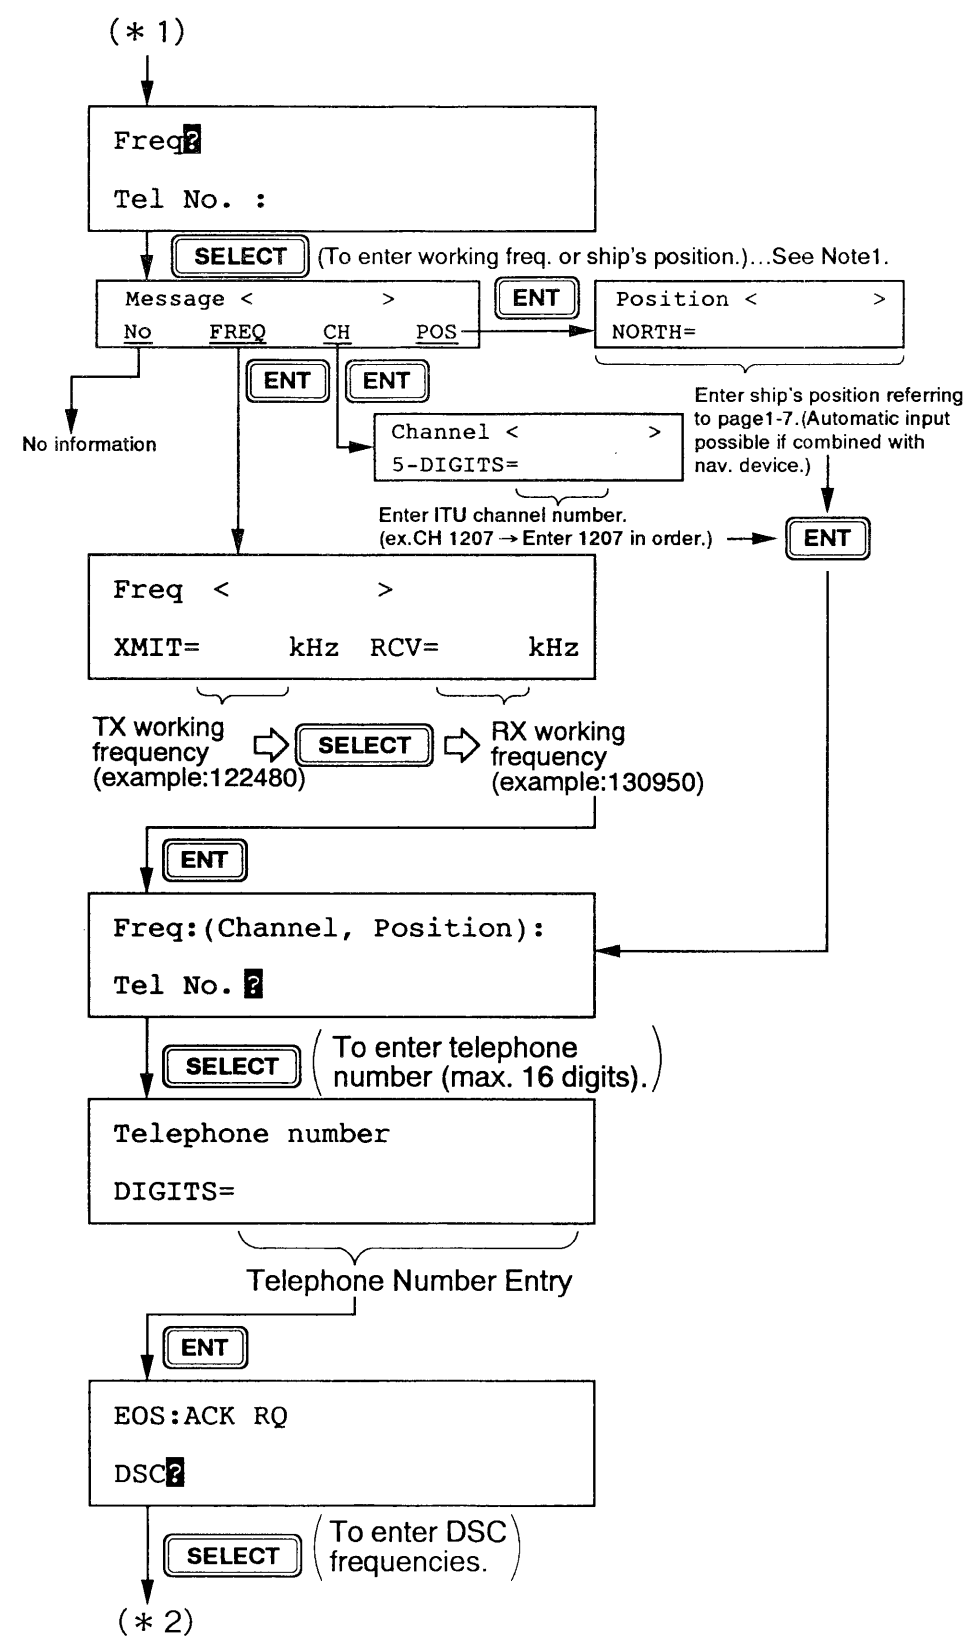 (* 1)
Freq?
Tel No. :
SELECT (To enter working freq. or ship's position.)...See Note1.
Message <          >
No FREQ CH POS
ENT
Position <          >
NORTH=
ENT ENT
No information
Enter ship's position referring
to page1-7.(Automatic input
possible if combined with
nav. device.)
Channel <          >
5-DIGITS=
Enter ITU channel number.
(ex.CH 1207 → Enter 1207 in order.)
ENT
Freq <          >
XMIT= kHz RCV= kHz
TX working
frequency
(example:122480)
SELECT
RX working
frequency
(example:130950)
ENT
Freq:(Channel, Position):
Tel No.?
SELECT
(To enter telephone
number (max. 16 digits).)
Telephone number
DIGITS=
Telephone Number Entry
ENT
EOS:ACK RQ
DSC?
SELECT
(To enter DSC
frequencies.)
(* 2)